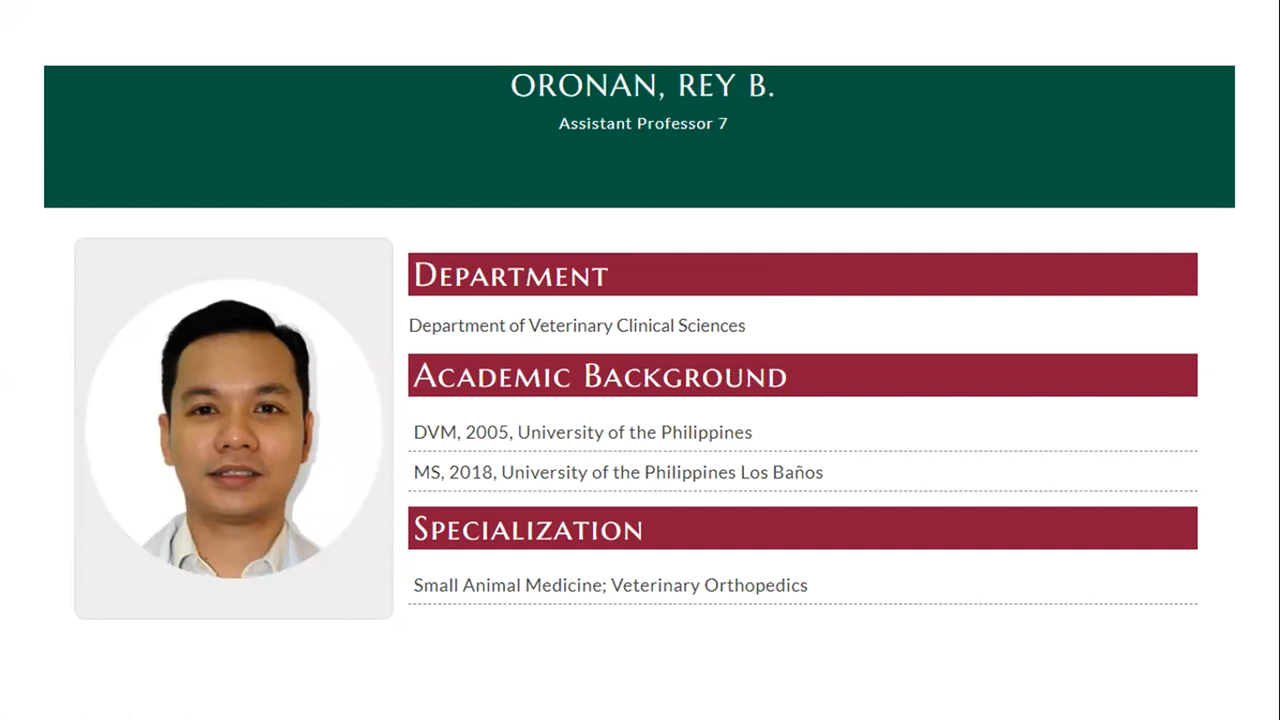 ORONAN, REY B.
Assistant Professor 7
Department
Department of Veterinary Clinical Sciences
Academic Background
DVM, 2005, University of the Philippines
MS, 2018, University of the Philippines Los Baños
Specialization
Small Animal Medicine; Veterinary Orthopedics